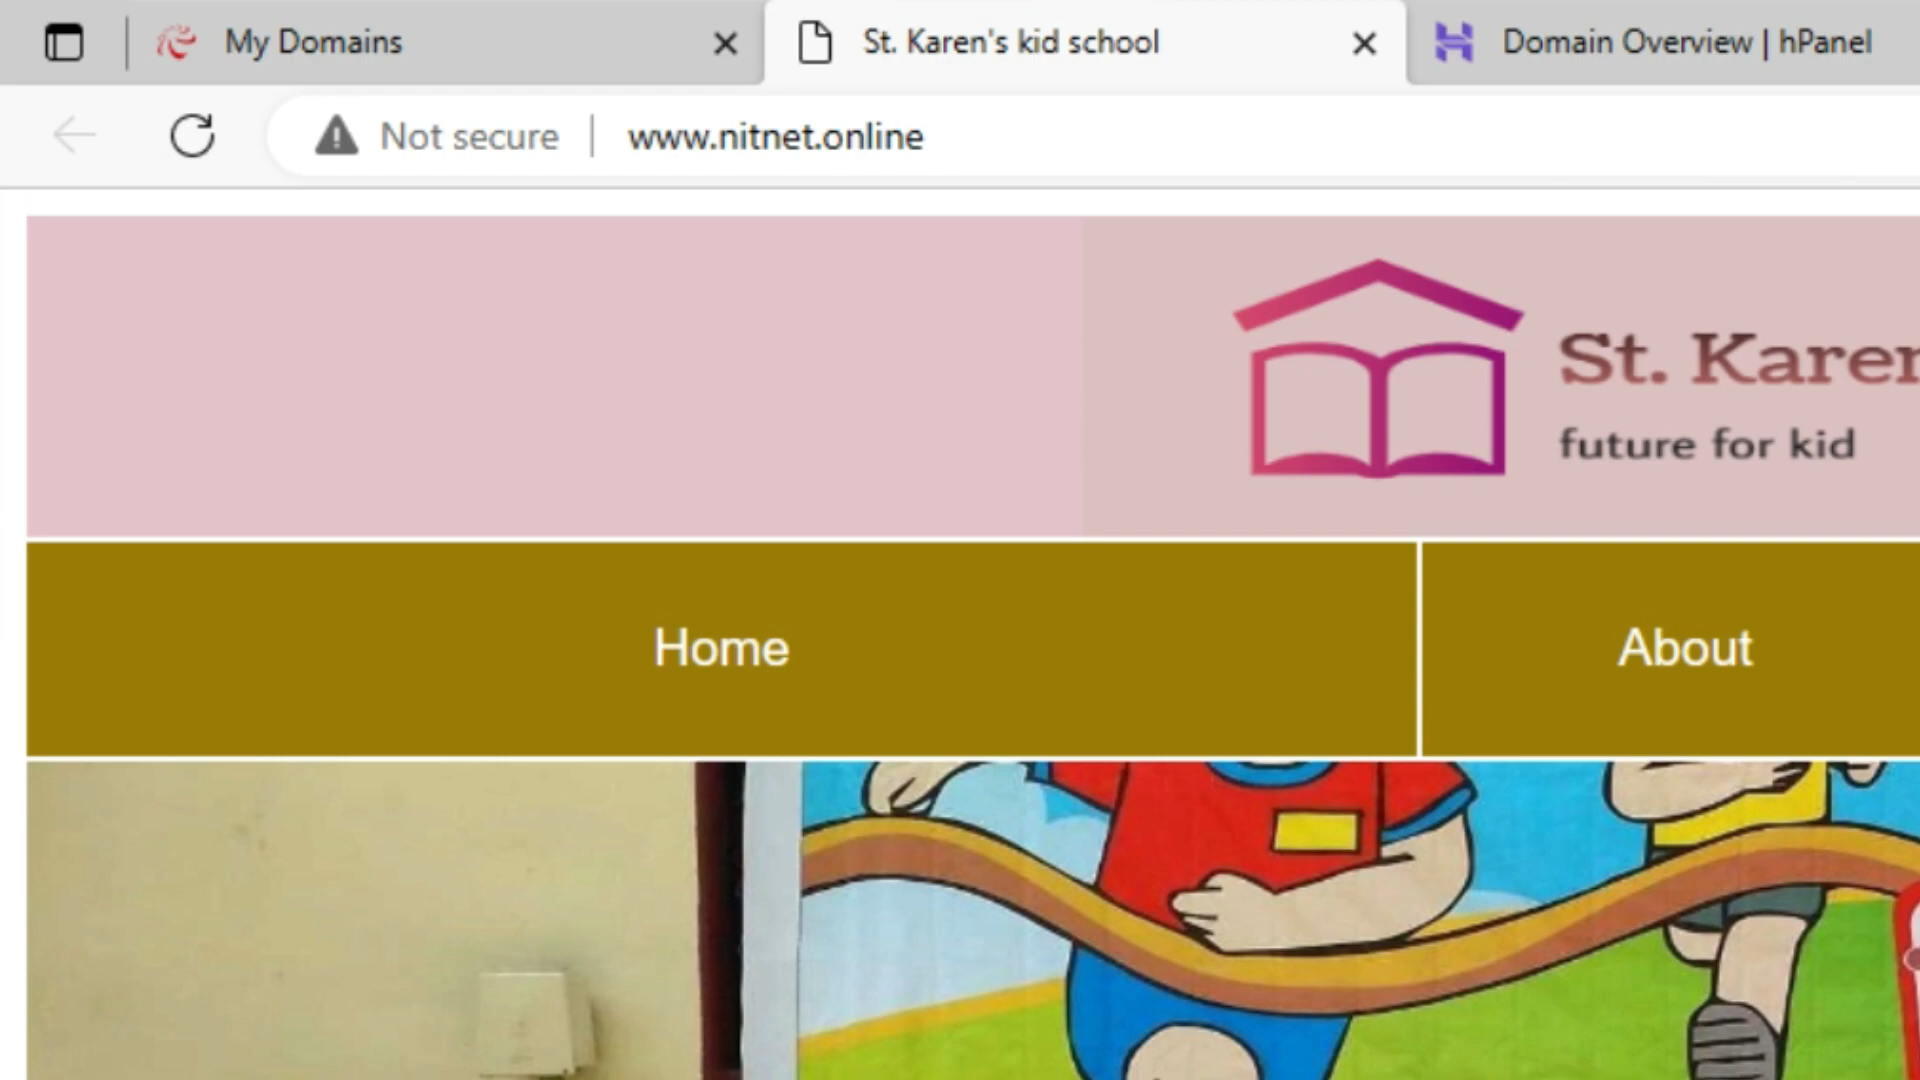 My Domains
St. Karen's kid school
Domain Overview | hPanel
Not secure
www.nitnet.online
St. Karen
future for kid
Home
About